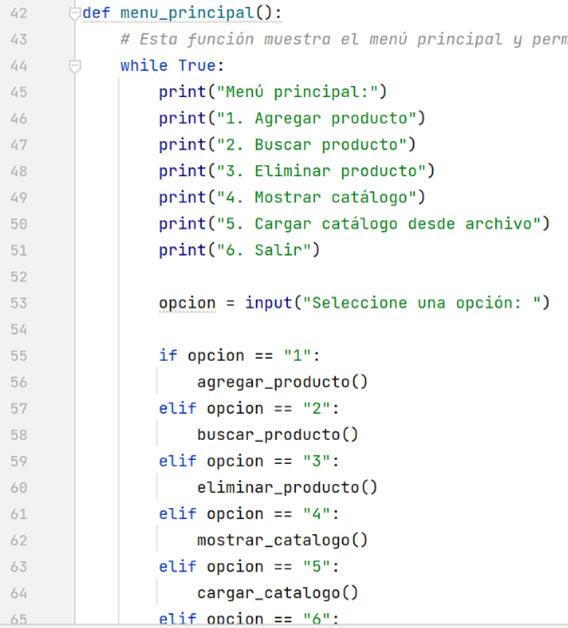 42 def menu_principal():
43 # Esta función muestra el menú principal y perm
44 while True:
45 print("Menú principal:")
46 print("1. Agregar producto")
47 print("2. Buscar producto")
48 print("3. Eliminar producto")
49 print("4. Mostrar catálogo")
50 print("5. Cargar catálogo desde archivo")
51 print("6. Salir")
52
53 opcion = input("Seleccione una opción: ")
54
55 if opcion == "1":
56 agregar_producto()
57 elif opcion == "2":
58 buscar_producto()
59 elif opcion == "3":
60 eliminar_producto()
61 elif opcion == "4":
62 mostrar_catalogo()
63 elif opcion == "5":
64 cargar_catalogo()
65 elif opcion == "6":